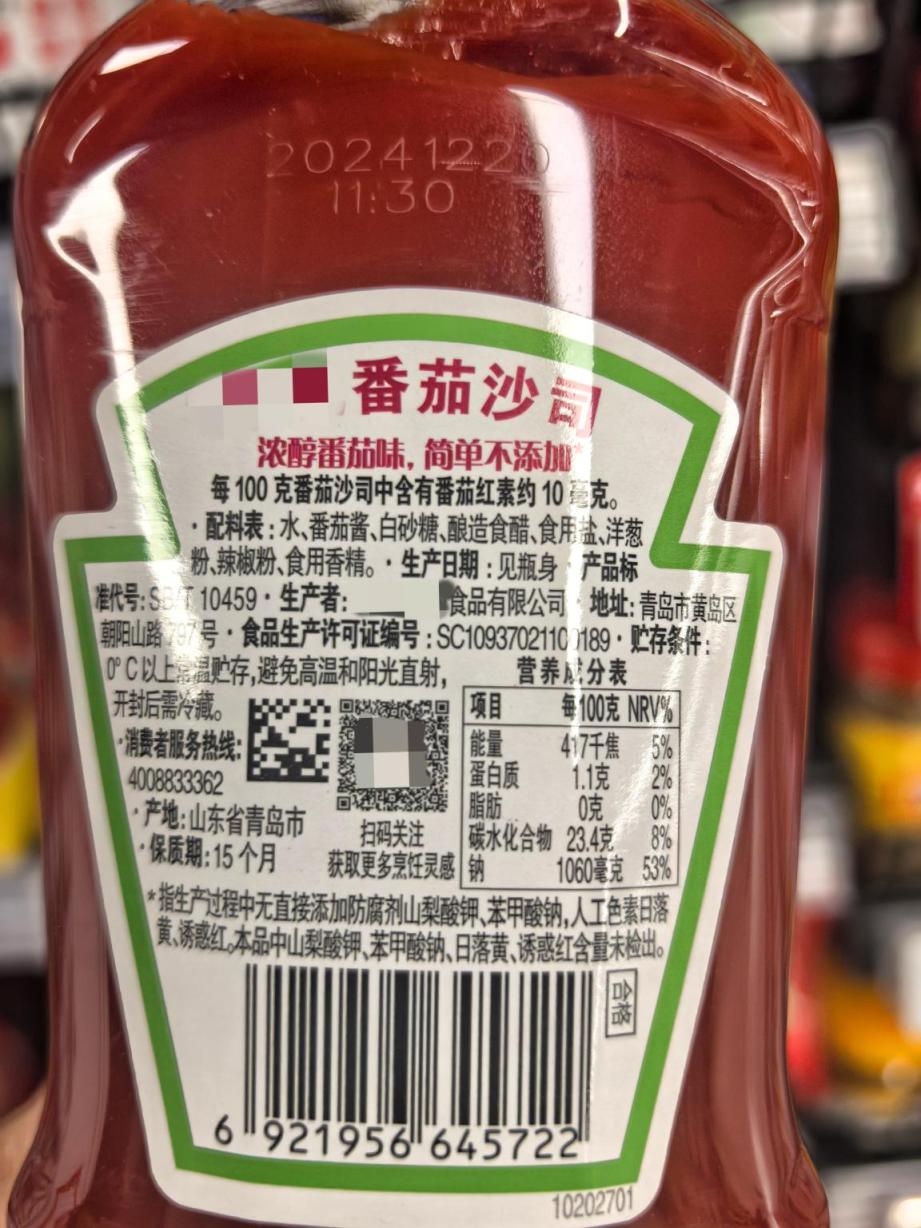 20241220
11:30
番茄沙司
浓醇番茄味，简单不添加*
每 100 克番茄沙司中含有番茄红素约 10 毫克。
· 配料表：水、番茄酱、白砂糖、酿造食醋、食用盐、洋葱
粉、辣椒粉、食用香精。· 生产日期：见瓶身 · 产品标
准代号：SB/T 10459 · 生产者： 食品有限公司 · 地址：青岛市黄岛区
朝阳山路797号 · 食品生产许可证编号：SC10937021100189 · 贮存条件：
0°C以上常温贮存，避免高温和阳光直射，
开封后需冷藏。
·消费者服务热线：
4008833362
· 产地：山东省青岛市
· 保质期：15 个月
扫码关注
获取更多烹饪灵感
营养成分表
项目 每100克 NRV%
能量 417千焦 5%
蛋白质 1.1克 2%
脂肪 0克 0%
碳水化合物 23.4克 8%
钠 1060毫克 53%
*指生产过程中无直接添加防腐剂山梨酸钾、苯甲酸钠，人工色素日落
黄、诱惑红。本品中山梨酸钾、苯甲酸钠、日落黄、诱惑红含量未检出。
合格
6 921956 645722
10202701